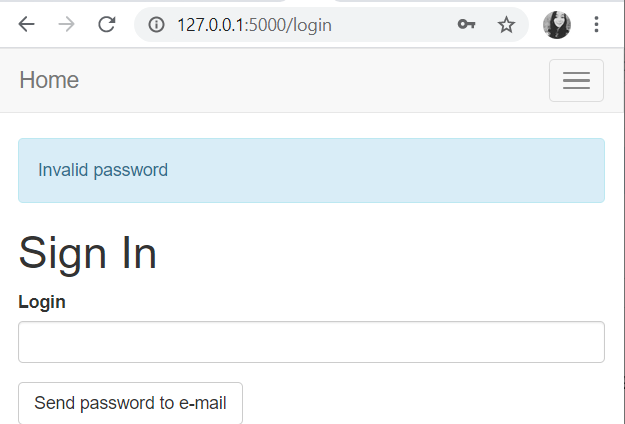 127.0.0.1:5000/login
Home
Invalid password
Sign In
Login
Send password to e-mail